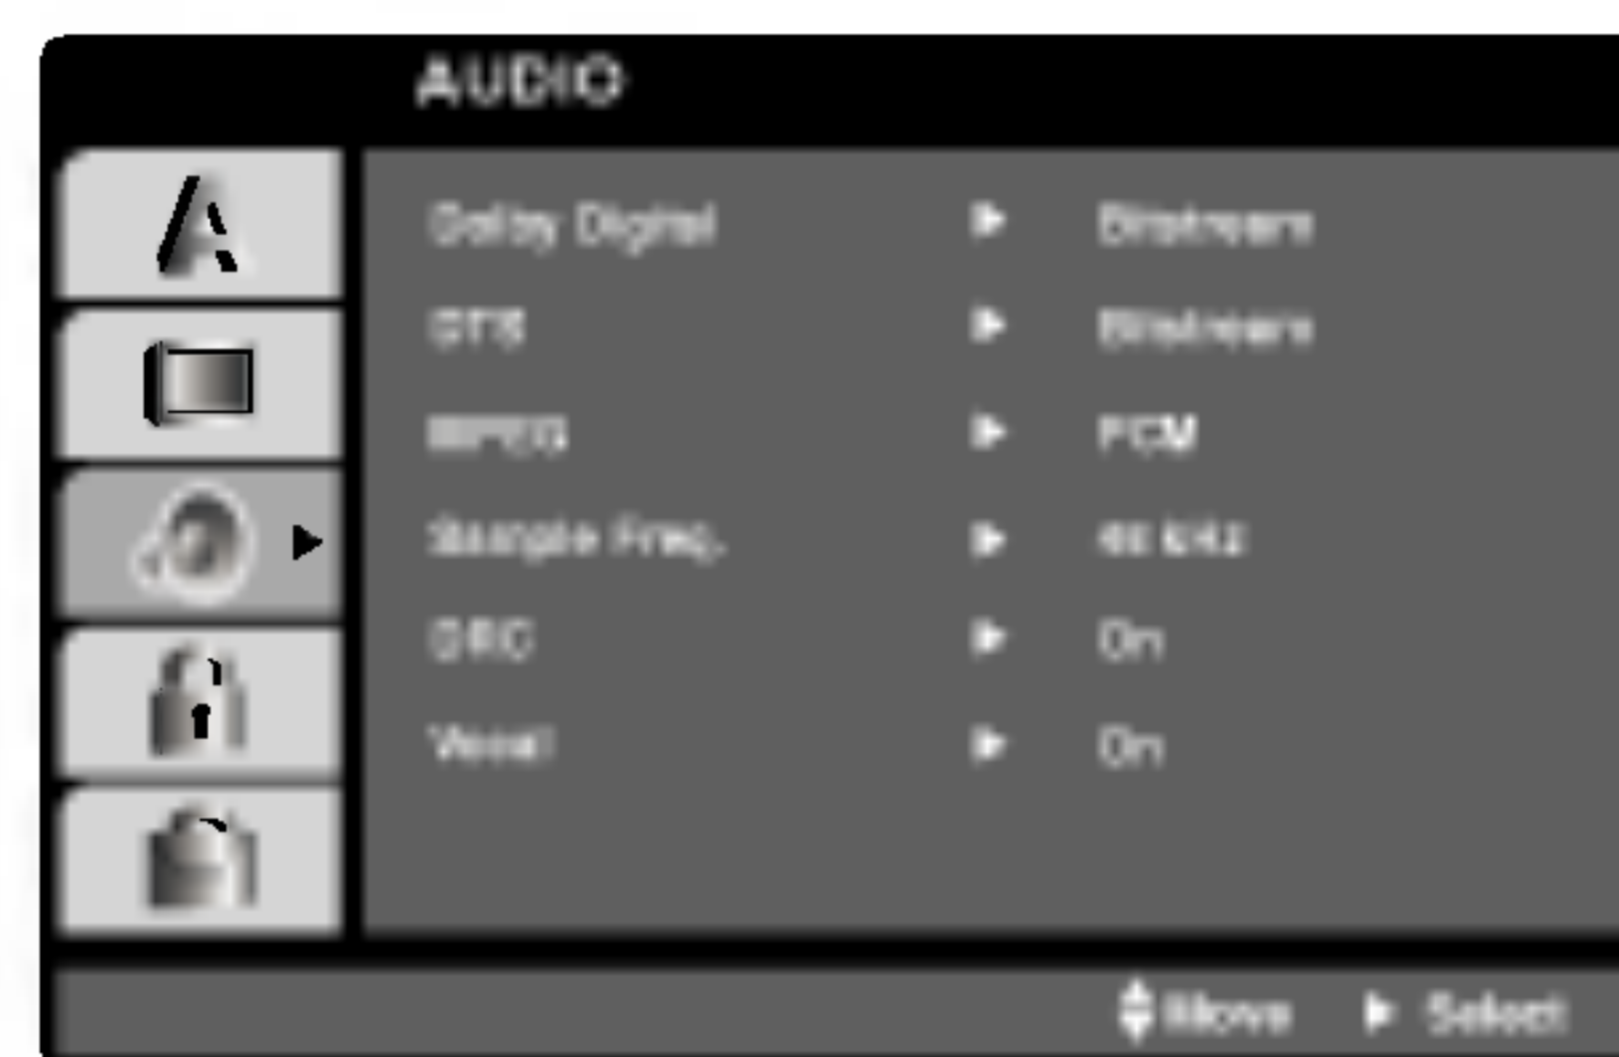 AUDIO
Dolby Digital ▶ Bitstream
DTS ▶ Bitstream
MPEG ▶ PCM
Sample Freq. ▶ 48 kHz
DRC ▶ On
Vocal ▶ On
Move ▶ Select